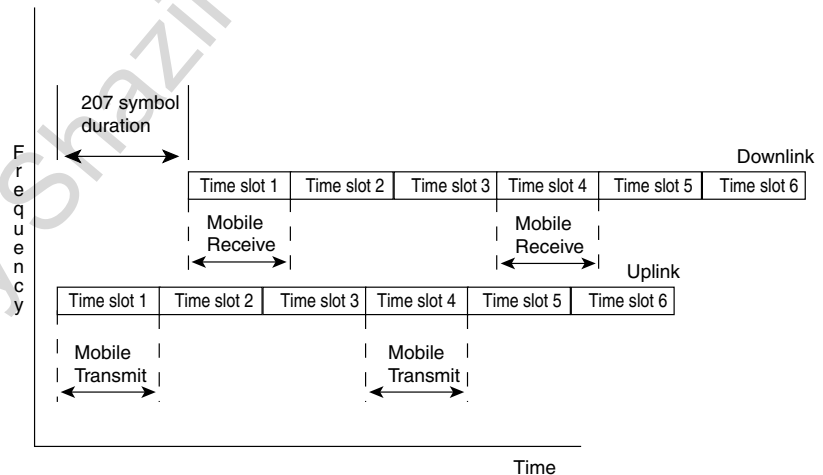 207 symbol
duration
Frequency
Downlink
Time slot 1 Time slot 2 Time slot 3 Time slot 4 Time slot 5 Time slot 6
Mobile
Receive
Mobile
Receive
Uplink
Time slot 1 Time slot 2 Time slot 3 Time slot 4 Time slot 5 Time slot 6
Mobile
Transmit
Mobile
Transmit
Time